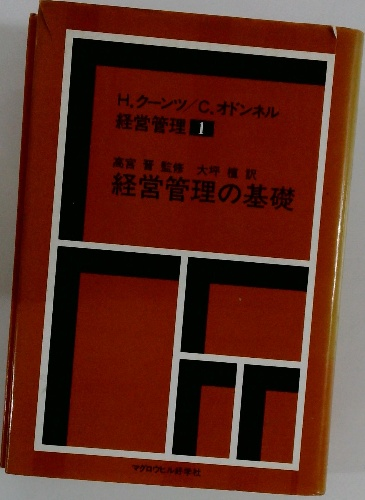 H.クーンツ/C.オドンネル
経営管理 1
高宮 晋 監修 大坪 檀 訳
経営管理の基礎
マグロウヒル好学社